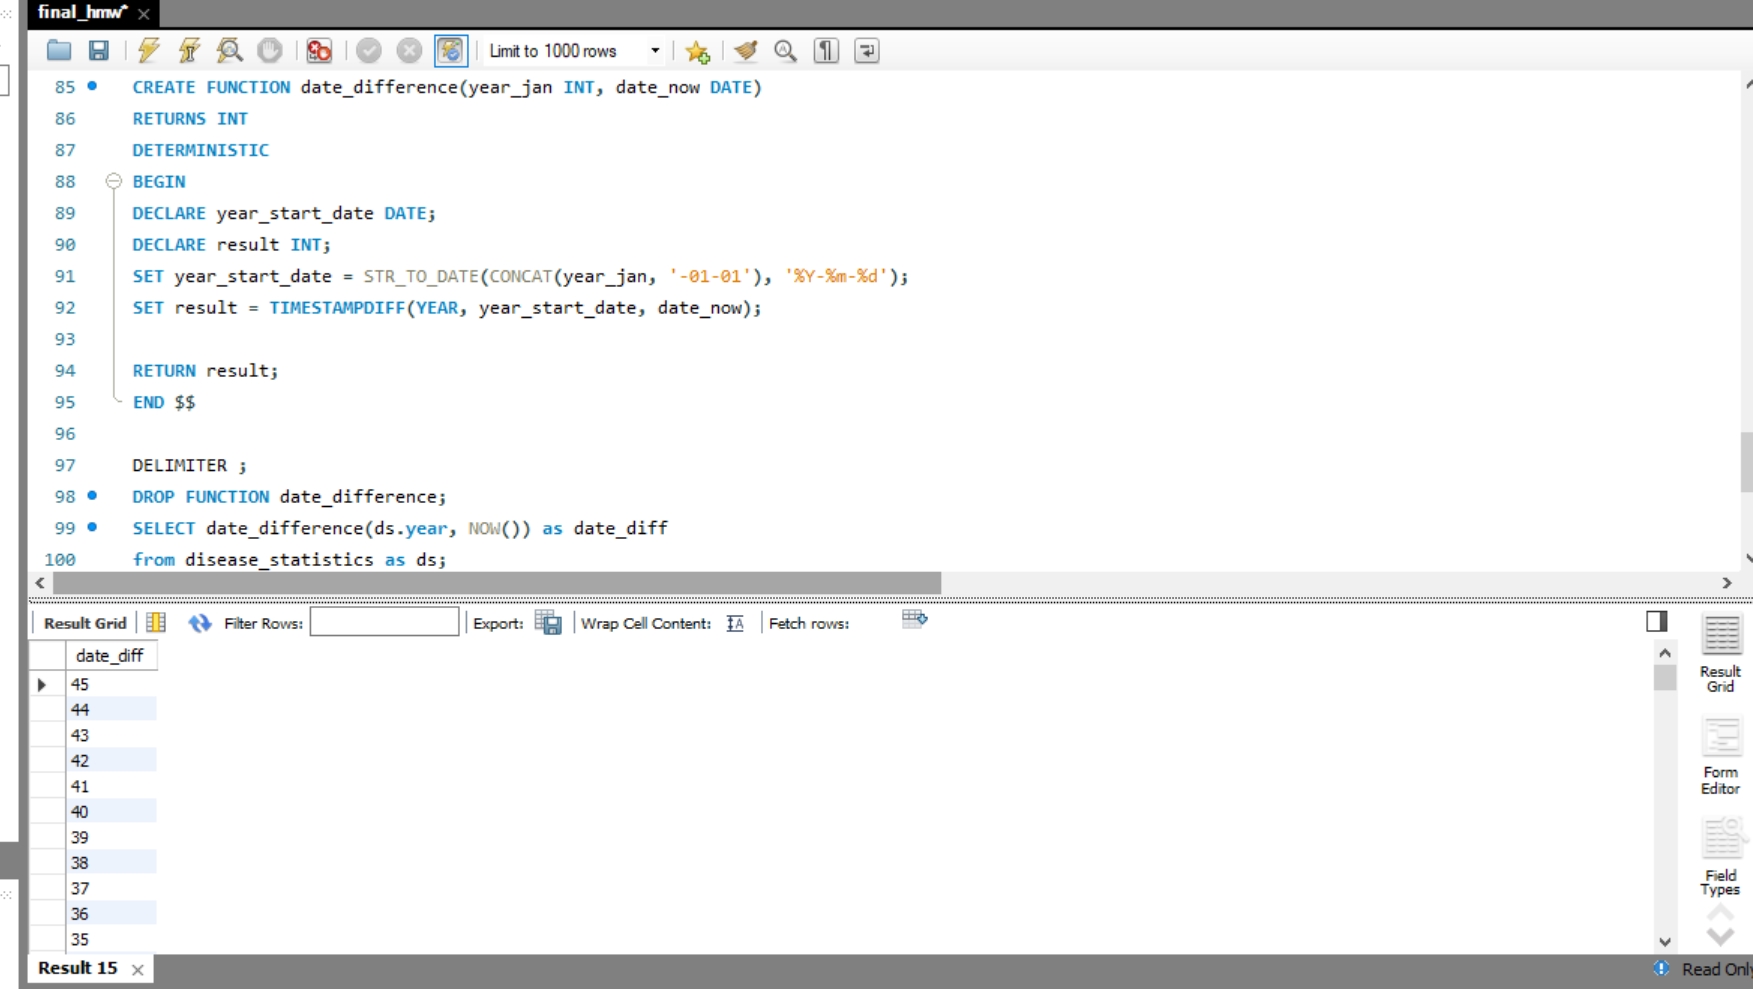 final_hmw*
Limit to 1000 rows
85 CREATE FUNCTION date_difference(year_jan INT, date_now DATE)
86 RETURNS INT
87 DETERMINISTIC
88 BEGIN
89 DECLARE year_start_date DATE;
90 DECLARE result INT;
91 SET year_start_date = STR_TO_DATE(CONCAT(year_jan, '-01-01'), '%Y-%m-%d');
92 SET result = TIMESTAMPDIFF(YEAR, year_start_date, date_now);
93
94 RETURN result;
95 END $$
96
97 DELIMITER ;
98 DROP FUNCTION date_difference;
99 SELECT date_difference(ds.year, NOW()) as date_diff
100 from disease_statistics as ds;
Result Grid Filter Rows: Export: Wrap Cell Content: Fetch rows:
date_diff
45
44
43
42
41
40
39
38
37
36
35
Result
Grid
Form
Editor
Field
Types
Result 15
Read Only